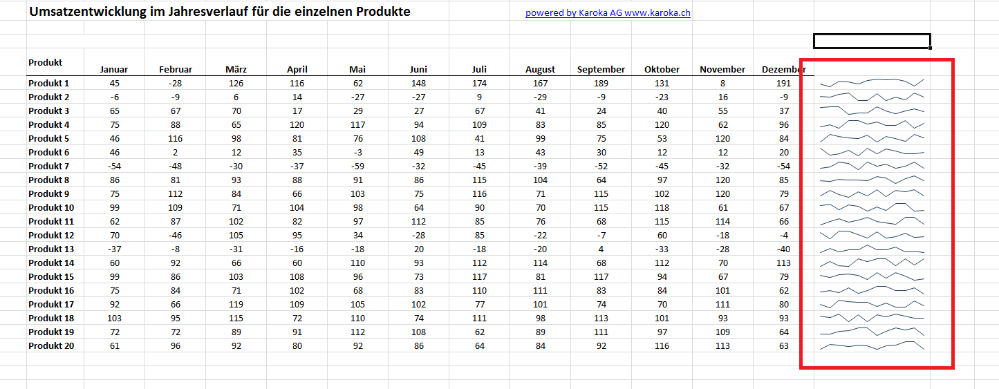 Umsatzentwicklung im Jahresverlauf für die einzelnen Produkte powered by Karoka AG www.karoka.ch
Produkt Januar Februar März April Mai Juni Juli August September Oktober November Dezember
Produkt 1 45 -28 126 116 62 148 174 167 189 131 8 191
Produkt 2 -6 -9 6 14 -27 -27 9 -29 -9 -23 16 -9
Produkt 3 65 67 70 17 29 27 67 41 24 40 55 37
Produkt 4 75 88 65 120 117 94 109 83 85 120 62 96
Produkt 5 46 116 98 81 76 108 41 99 75 53 120 84
Produkt 6 46 2 12 35 -3 49 13 43 30 12 12 20
Produkt 7 -54 -48 -30 -37 -59 -32 -45 -39 -52 -45 -32 -54
Produkt 8 86 81 93 88 91 86 115 104 64 97 120 85
Produkt 9 75 112 84 66 103 75 116 71 115 102 120 79
Produkt 10 99 109 71 104 98 64 90 70 115 118 61 67
Produkt 11 62 87 102 82 97 112 85 76 68 115 114 66
Produkt 12 70 -46 105 95 34 -28 85 -22 -7 60 -18 -4
Produkt 13 -37 -8 -31 -16 -18 20 -18 -20 4 -33 -28 -40
Produkt 14 60 92 66 60 110 93 112 114 68 112 70 113
Produkt 15 99 86 103 108 96 73 117 81 117 94 67 79
Produkt 16 75 84 71 102 68 83 110 111 83 84 101 62
Produkt 17 92 66 119 109 105 102 77 101 74 70 111 80
Produkt 18 103 95 115 72 110 74 111 98 113 101 93 93
Produkt 19 72 72 89 91 112 108 62 89 111 97 109 64
Produkt 20 61 96 92 80 92 86 64 84 92 116 113 63